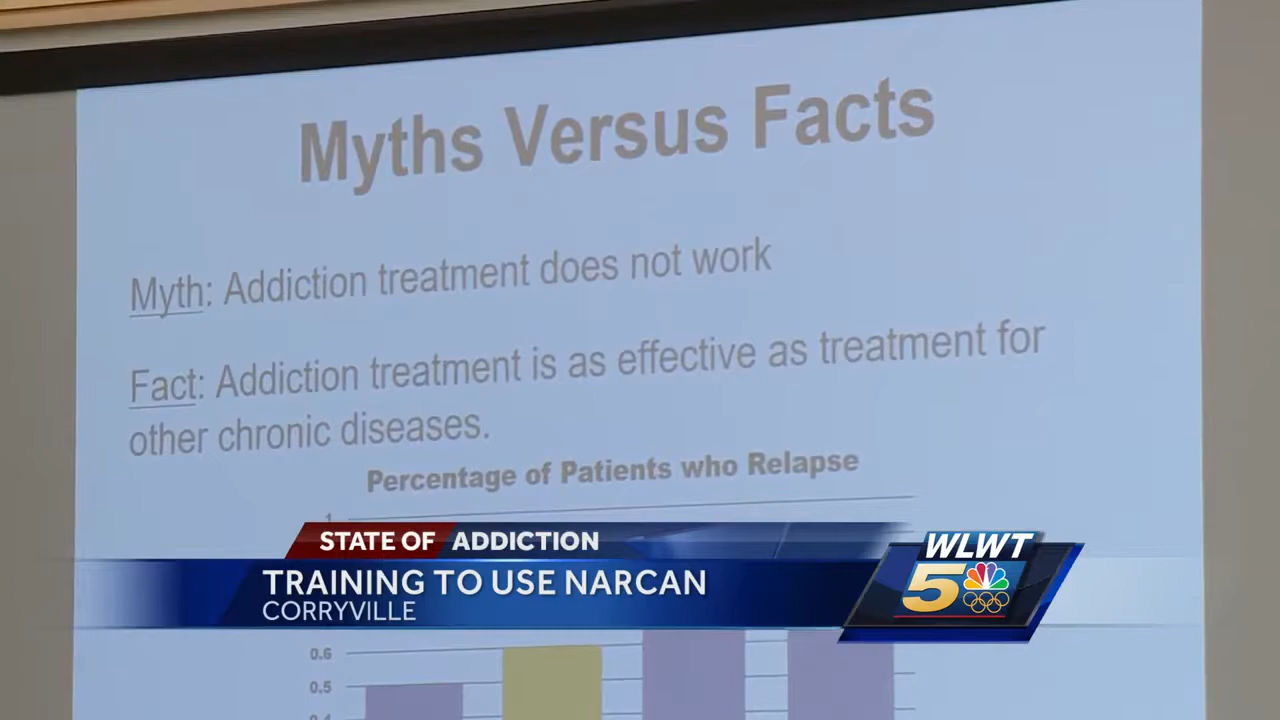 Myths Versus Facts
Myth: Addiction treatment does not work
Fact: Addiction treatment is as effective as treatment for
other chronic diseases.
Percentage of Patients who Relapse
1
STATE OF ADDICTION
WLWT
5
TRAINING TO USE NARCAN
CORRYVILLE
0.6
0.5
0.4